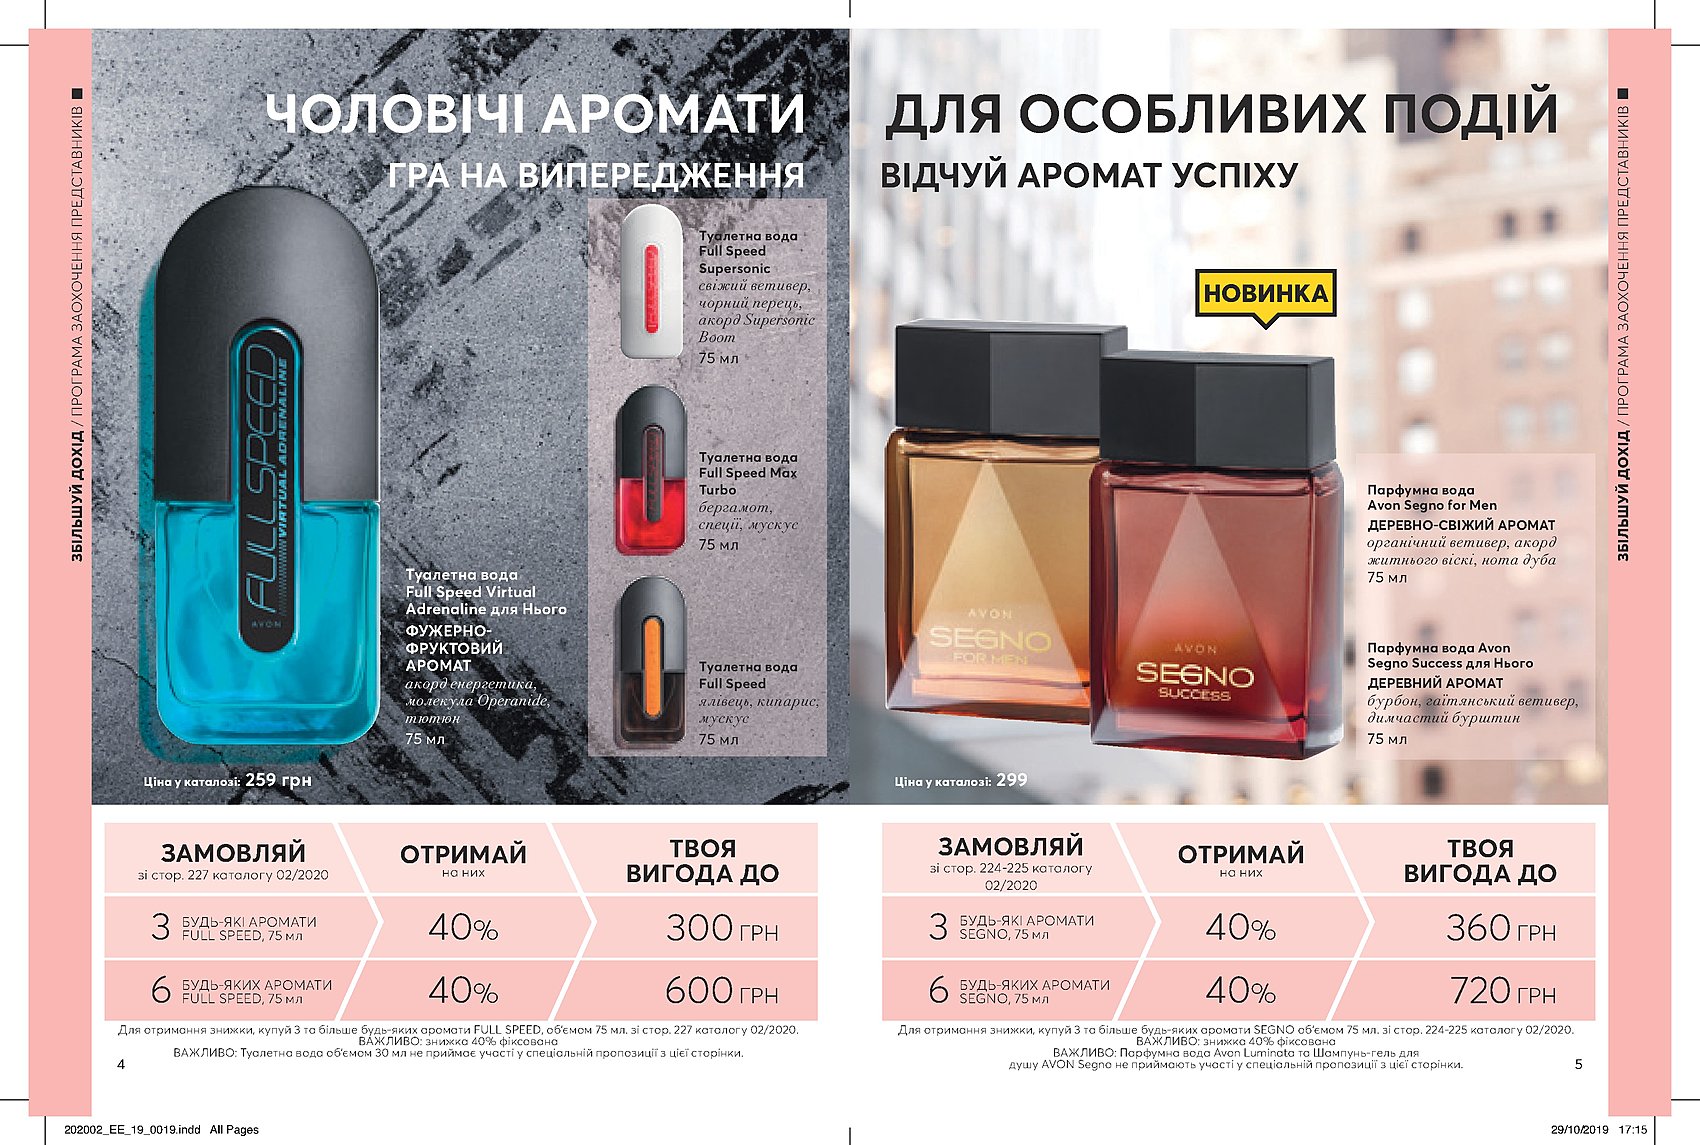 ЗБІЛЬШУЙ ДОХІД / ПРОГРАМА ЗАОХОЧЕННЯ ПРЕДСТАВНИКІВ
ЧОЛОВІЧІ АРОМАТИ
ГРА НА ВИПЕРЕДЖЕННЯ
FULL SPEED
VIRTUAL ADRENALINE
AVON
Туалетна вода
Full Speed
Supersonic
свіжий ветивер,
чорний перець,
акорд Supersonic
Boom
75 мл
Туалетна вода
Full Speed Max
Turbo
бергамот,
спеції, мускус
75 мл
Туалетна вода
Full Speed Virtual
Adrenaline для Нього
ФУЖЕРНО-
ФРУКТОВИЙ
АРОМАТ
акорд енергетика,
молекула Operanide,
тютюн
75 мл
Туалетна вода
Full Speed
ялівець, кипарис,
мускус
75 мл
Ціна у каталозі: 259 грн
ЗАМОВЛЯЙ
зі стор. 227 каталогу 02/2020
ОТРИМАЙ
на них
ТВОЯ
ВИГОДА ДО
3 БУДЬ-ЯКІ АРОМАТИ
FULL SPEED, 75 мл
40%
300 ГРН
6 БУДЬ-ЯКИХ АРОМАТИ
FULL SPEED, 75 мл
40%
600 ГРН
Для отримання знижки, купуй 3 та більше будь-яких аромати FULL SPEED, об'ємом 75 мл. зі стор. 227 каталогу 02/2020.
ВАЖЛИВО: знижка 40% фіксована
ВАЖЛИВО: Туалетна вода об'ємом 30 мл не приймає участі у спеціальній пропозиції з цієї сторінки.
4
ДЛЯ ОСОБЛИВИХ ПОДІЙ
ВІДЧУЙ АРОМАТ УСПІХУ
НОВИНКА
AVON
SEGNO
FOR MEN
AVON
SEGNO
SUCCESS
Парфумна вода
Avon Segno for Men
ДЕРЕВНО-СВІЖИЙ АРОМАТ
органічний ветивер, акорд
житнього віскі, нота дуба
75 мл
Парфумна вода Avon
Segno Success для Нього
ДЕРЕВНИЙ АРОМАТ
бурбон, гаїтянський ветивер,
димчастий бурштин
75 мл
Ціна у каталозі: 299
ЗАМОВЛЯЙ
зі стор. 224-225 каталогу
02/2020
ОТРИМАЙ
на них
ТВОЯ
ВИГОДА ДО
3 БУДЬ-ЯКІ АРОМАТИ
SEGNO, 75 мл
40%
360 ГРН
6 БУДЬ-ЯКИХ АРОМАТИ
SEGNO, 75 мл
40%
720 ГРН
Для отримання знижки, купуй 3 та більше будь-яких аромати SEGNO об'ємом 75 мл. зі стор. 224-225 каталогу 02/2020.
ВАЖЛИВО: знижка 40% фіксована
ВАЖЛИВО: Парфумна вода Avon Luminata та Шампунь-гель для
душу AVON Segno не приймають участі у спеціальній пропозиції з цієї сторінки.
5
ЗБІЛЬШУЙ ДОХІД / ПРОГРАМА ЗАОХОЧЕННЯ ПРЕДСТАВНИКІВ
202002_EE_19_0019.indd All Pages
29/10/2019 17:15